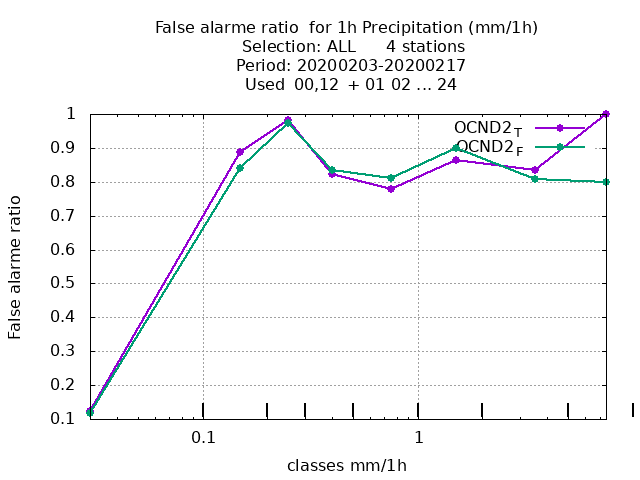 False alarme ratio  for 1h Precipitation (mm/1h)
Selection: ALL      4 stations
Period: 20200203-20200217
Used  00,12  + 01 02 ... 24
OCND2T
OCND2F
1
0.9
0.8
0.7
0.6
0.5
0.4
0.3
0.2
0.1
False alarme ratio
0.1 1
classes mm/1h